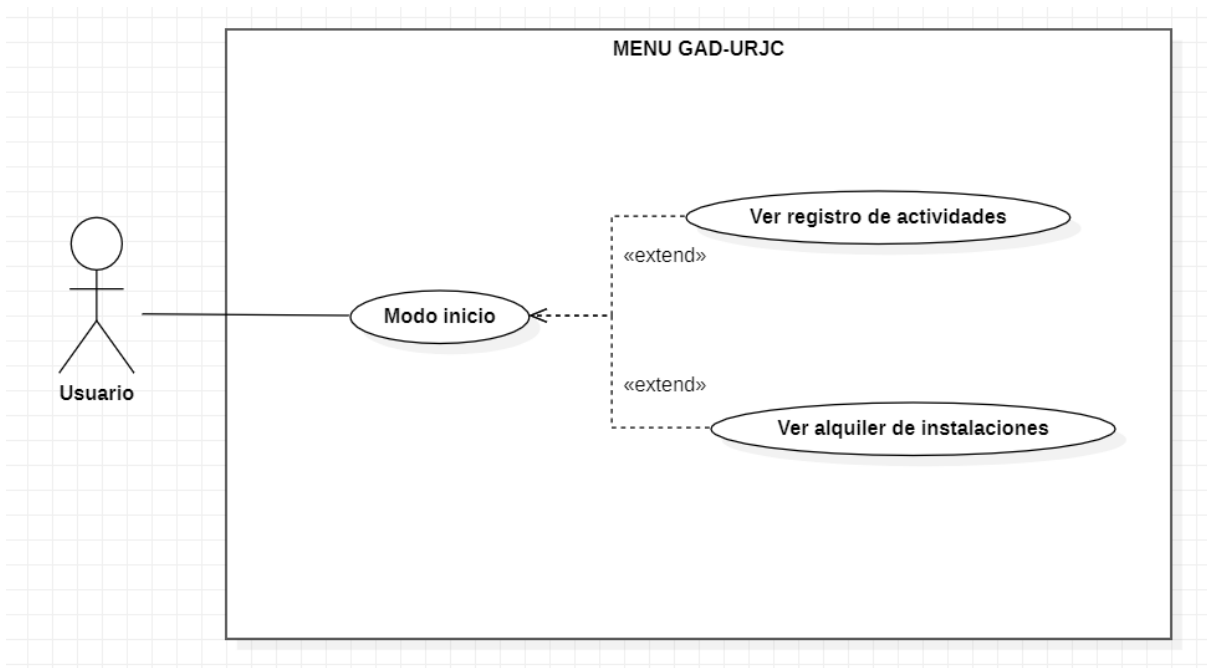 MENU GAD-URJC
Ver registro de actividades
«extend»
Modo inicio
«extend»
Usuario
Ver alquiler de instalaciones